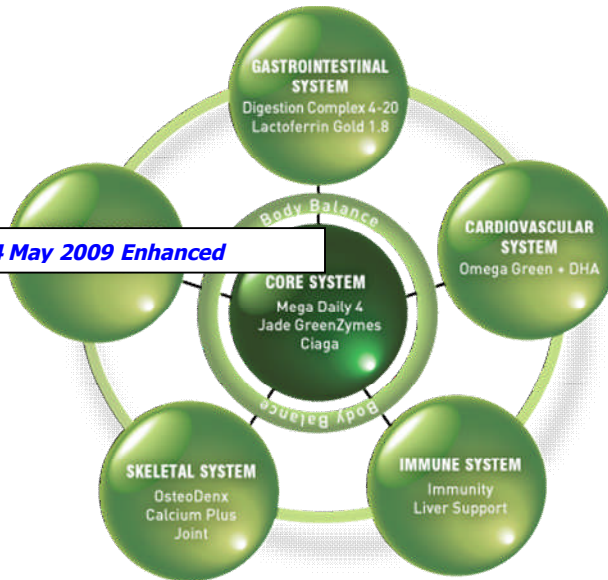 GASTROINTESTINAL
SYSTEM
Digestion Complex 4-20
Lactoferrin Gold 1.8
Body Balance
4 May 2009 Enhanced
CARDIOVASCULAR
SYSTEM
Omega Green + DHA
CORE SYSTEM
Mega Daily 4
Jade GreenZymes
Ciaga
Body Balance
SKELETAL SYSTEM
OsteoDenx
Calcium Plus
Joint
IMMUNE SYSTEM
Immunity
Liver Support